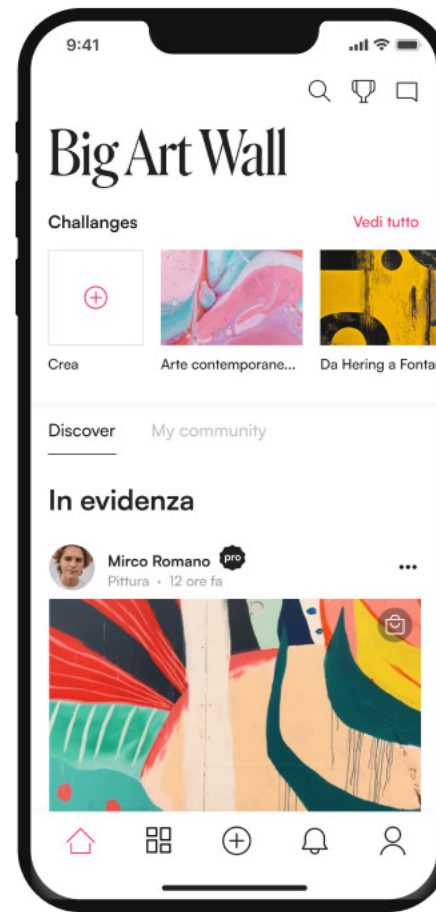 9:41
Big Art Wall
Challanges
Vedi tutto
Crea
Arte contemporane...
Da Hering a Fonta
Discover
My community
In evidenza
Mirco Romano
pro
Pittura • 12 ore fa